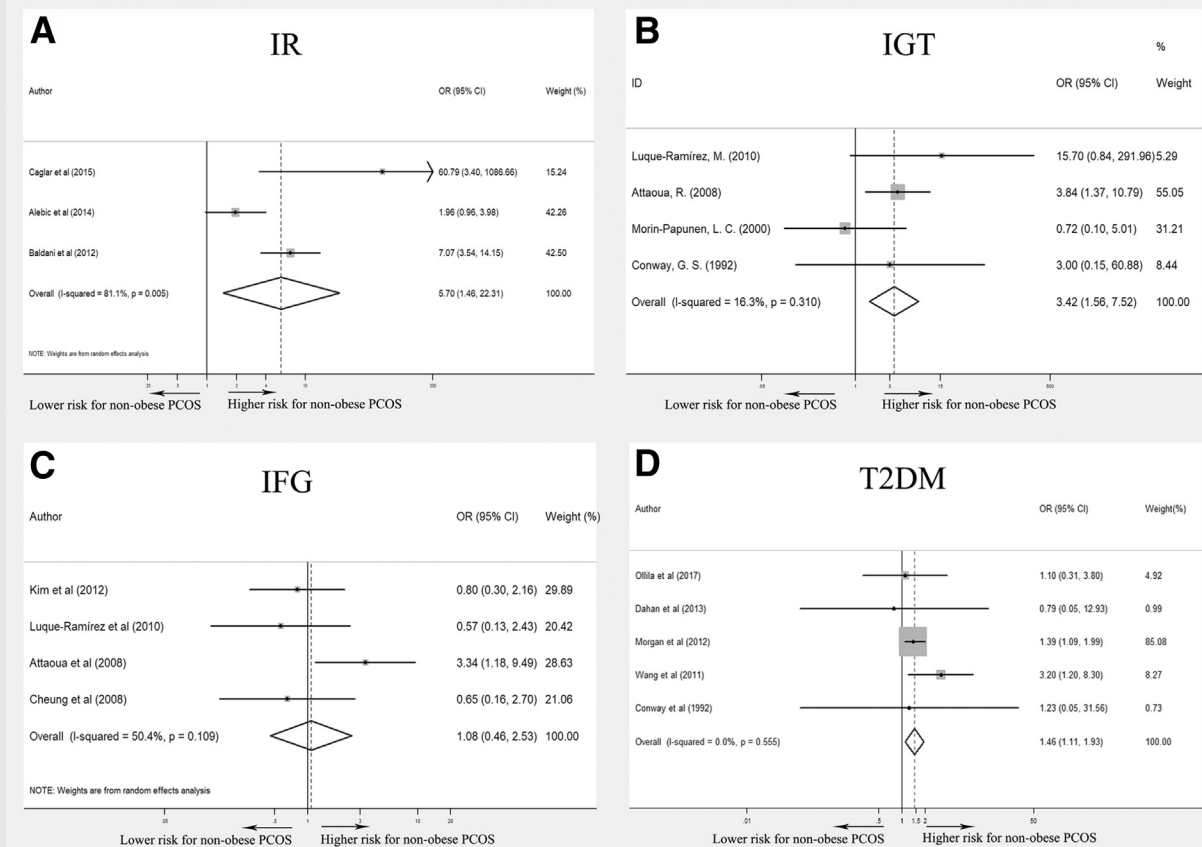 A
IR
Author OR (95% CI) Weight (%)
Caglar et al (2015) 60.79 (3.40, 1086.66) 15.24
Alebic et al (2014) 1.96 (0.96, 3.98) 42.26
Baldani et al (2012) 7.07 (3.54, 14.15) 42.50
Overall (I-squared = 81.1%, p = 0.005) 5.70 (1.46, 22.31) 100.00
NOTE: Weights are from random effects analysis
.25 .5 1 2 4 10 200
Lower risk for non-obese PCOS Higher risk for non-obese PCOS
B
IGT
%
ID OR (95% CI) Weight
Luque-Ramírez, M. (2010) 15.70 (0.84, 291.96) 5.29
Attaoua, R. (2008) 3.84 (1.37, 10.79) 55.05
Morin-Papunen, L. C. (2000) 0.72 (0.10, 5.01) 31.21
Conway, G. S. (1992) 3.00 (0.15, 60.88) 8.44
Overall (I-squared = 16.3%, p = 0.310) 3.42 (1.56, 7.52) 100.00
1 3 15 500
Lower risk for non-obese PCOS Higher risk for non-obese PCOS
C
IFG
Author OR (95% CI) Weight (%)
Kim et al (2012) 0.80 (0.30, 2.16) 29.89
Luque-Ramírez et al (2010) 0.57 (0.13, 2.43) 20.42
Attaoua et al (2008) 3.34 (1.18, 9.49) 28.63
Cheung et al (2008) 0.65 (0.16, 2.70) 21.06
Overall (I-squared = 50.4%, p = 0.109) 1.08 (0.46, 2.53) 100.00
NOTE: Weights are from random effects analysis
.05 .5 1 3 10 20
Lower risk for non-obese PCOS Higher risk for non-obese PCOS
D
T2DM
Author OR (95% CI) Weight(%)
Ollila et al (2017) 1.10 (0.31, 3.80) 4.92
Dahan et al (2013) 0.79 (0.05, 12.93) 0.99
Morgan et al (2012) 1.39 (1.09, 1.99) 85.08
Wang et al (2011) 3.20 (1.20, 8.30) 8.27
Conway et al (1992) 1.23 (0.05, 31.56) 0.73
Overall (I-squared = 0.0%, p = 0.555) 1.46 (1.11, 1.93) 100.00
.01 .5 1 1.5 2 50
Lower risk for non-obese PCOS Higher risk for non-obese PCOS